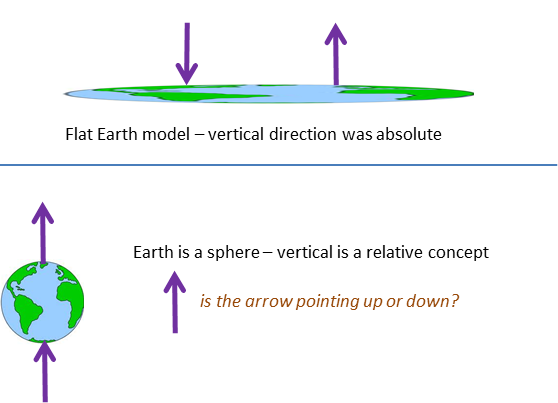 Flat Earth model – vertical direction was absolute
Earth is a sphere – vertical is a relative concept
is the arrow pointing up or down?